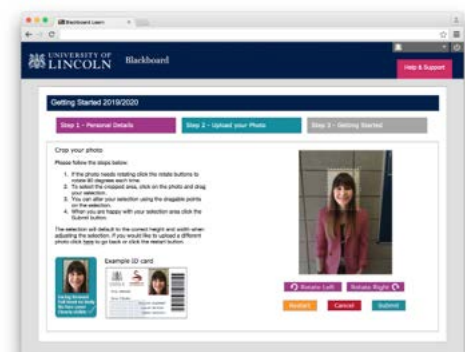 Blackboard Learn
UNIVERSITY OF
LINCOLN
Blackboard
Help & Support
Getting Started 2019/2020
Step 1 - Personal Details
Step 2 - Upload your Photo
Step 3 - Getting Started
Crop your photo
Please follow the steps below:
1. If the photo needs rotating click the rotate buttons to
rotate 90 degrees each time.
2. To select the cropped area, click on the photo and drag
your selection.
3. You can alter your selection using the draggable points
on the selection.
4. When you are happy with your selection area click the
Submit button.
The selection will default to the correct height and width when
adjusting the selection. If you would like to upload a different
photo click here to go back or click the restart button.
Example ID card
Facing forward
Rotate Left
Rotate Right
Restart
Cancel
Submit